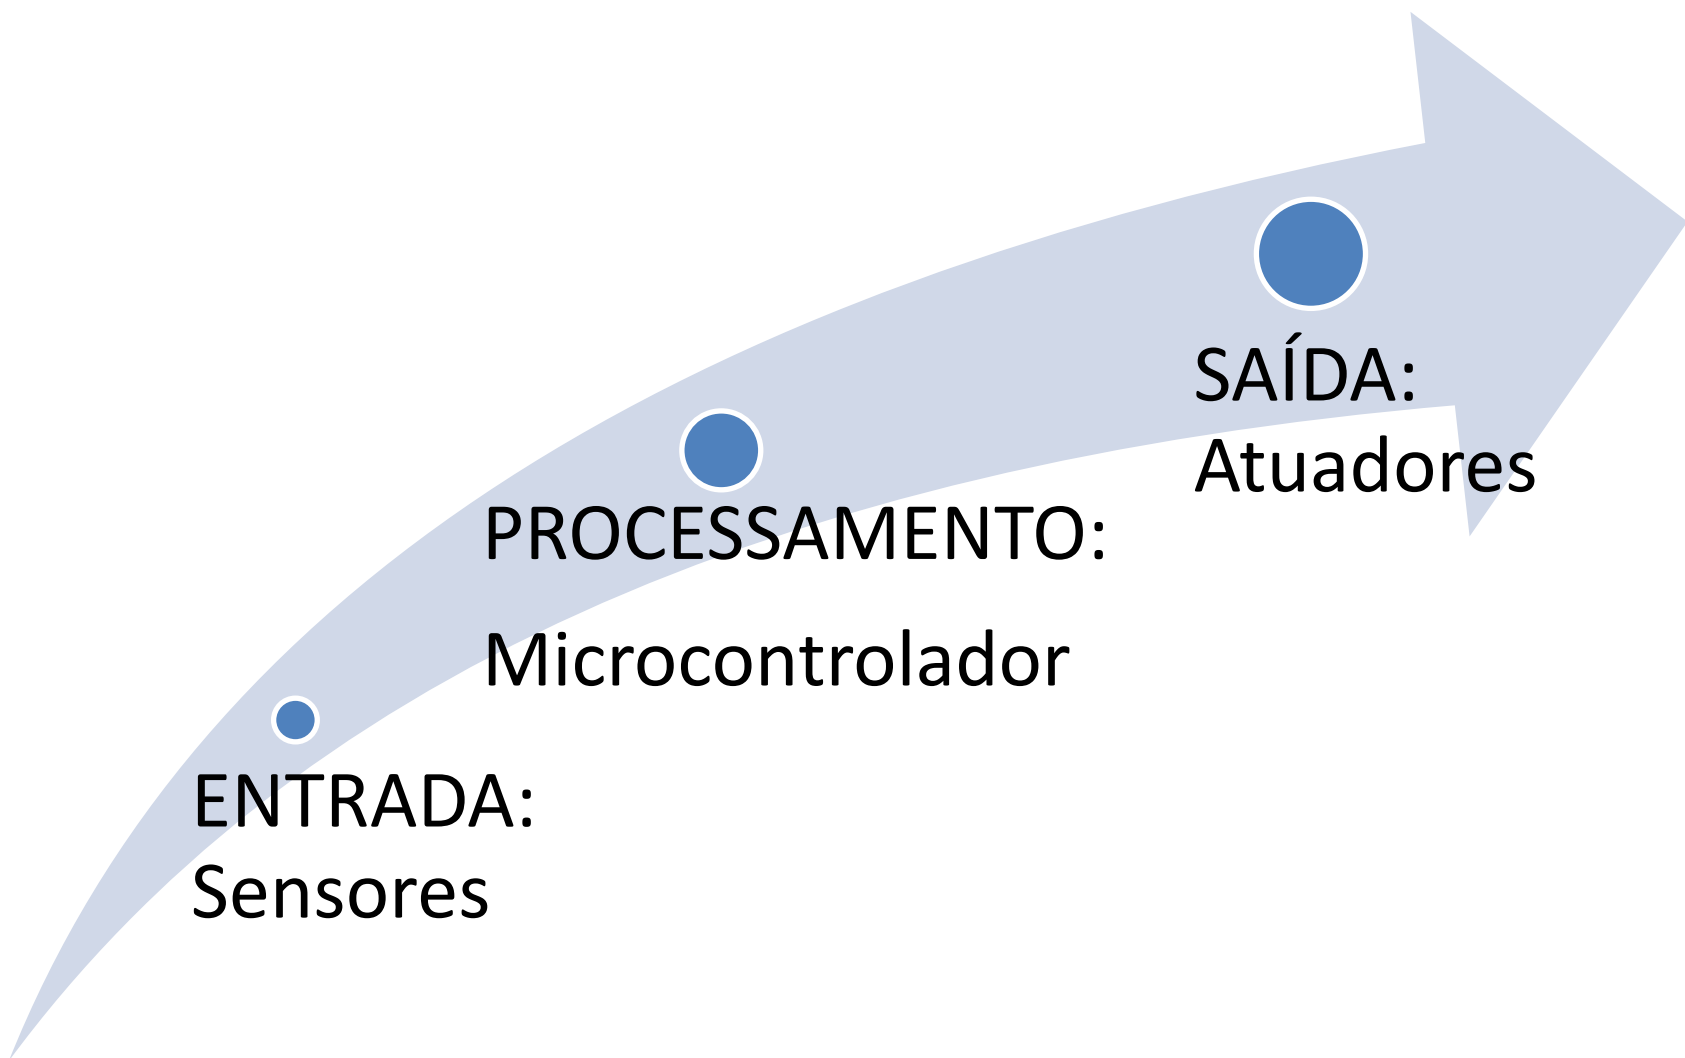 ENTRADA:
Sensores
PROCESSAMENTO:
Microcontrolador
SAÍDA:
Atuadores